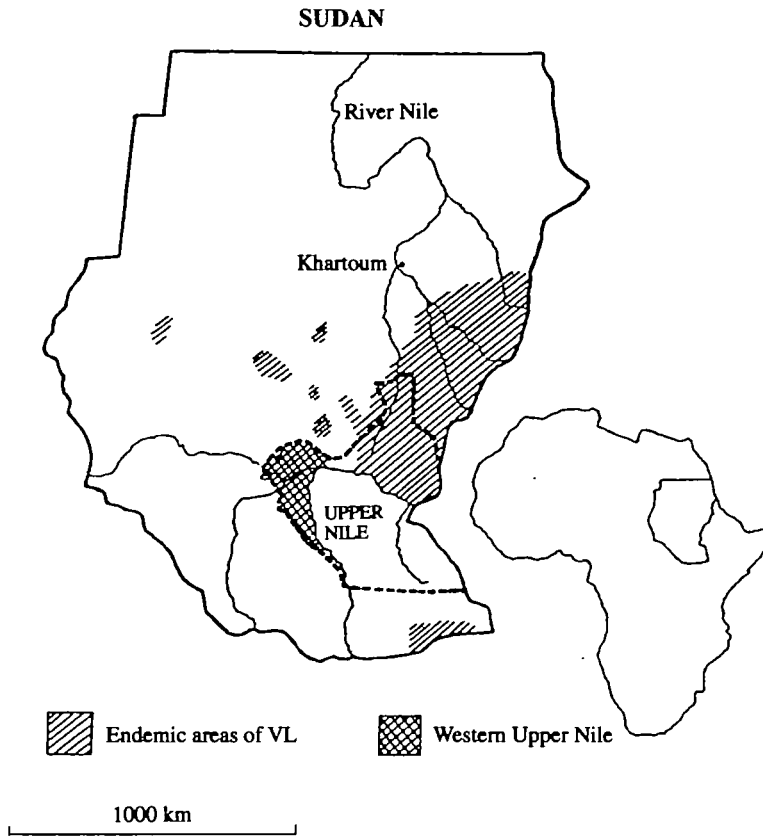 SUDAN
River Nile
Khartoum
UPPER
NILE
Endemic areas of VL
Western Upper Nile
1000 km